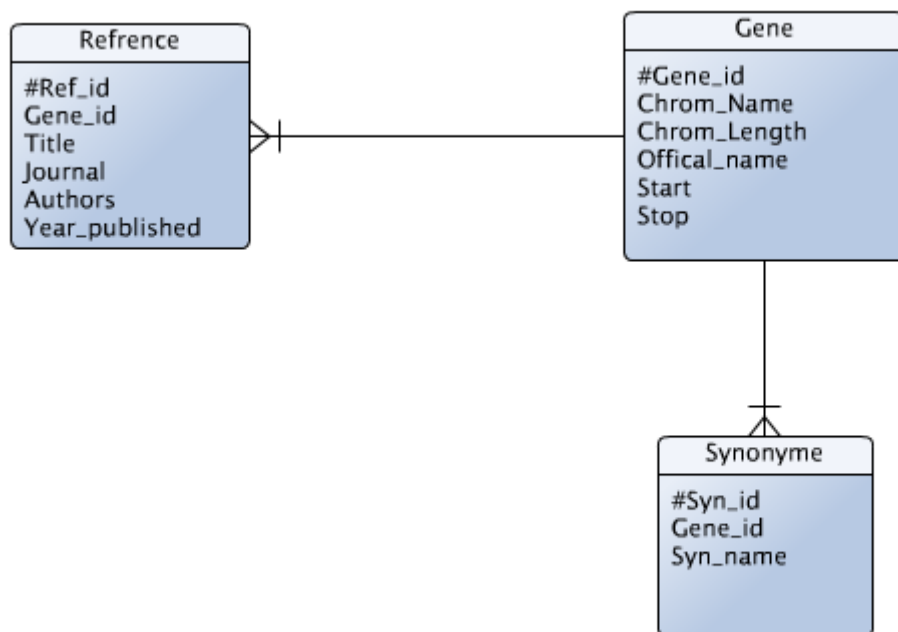 Refrence
#Ref_id
Gene_id
Title
Journal
Authors
Year_published
Gene
#Gene_id
Chrom_Name
Chrom_Length
Offical_name
Start
Stop
Synonyme
#Syn_id
Gene_id
Syn_name